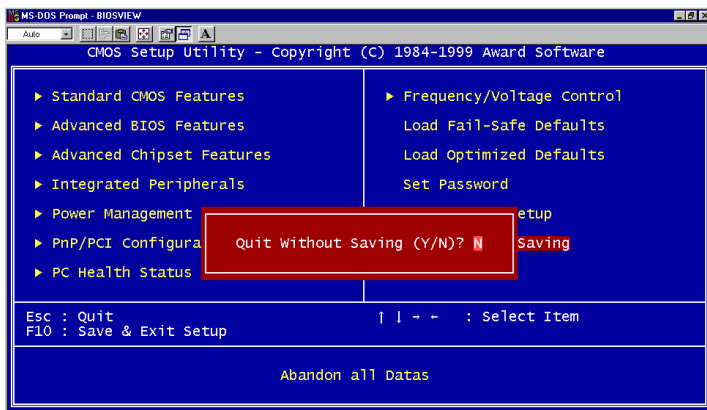 MS-DOS Prompt - BIOSVIEW
Auto
A
CMOS Setup Utility - Copyright (C) 1984-1999 Award Software
Standard CMOS Features
Advanced BIOS Features
Advanced Chipset Features
Integrated Peripherals
Power Management
PnP/PCI Configura
PC Health Status
Frequency/Voltage Control
Load Fail-Safe Defaults
Load Optimized Defaults
Set Password
etup
Saving
Quit Without Saving (Y/N)? N
Esc : Quit
F10 : Save & Exit Setup
↑ ↓ → ← : Select Item
Abandon all Datas